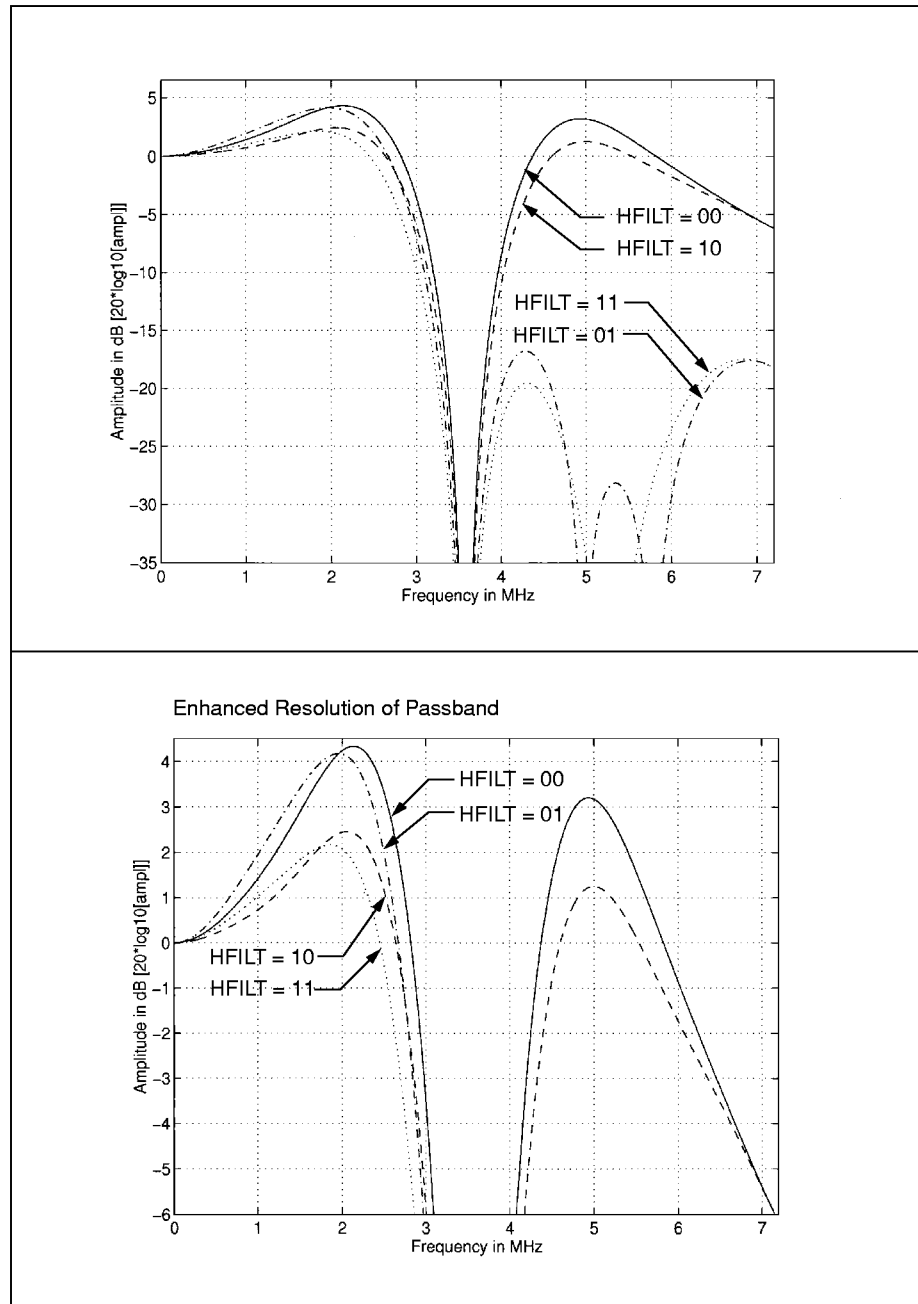 5
0
−5
−10
−15
−20
−25
−30
−35
Amplitude in dB [20*log10[ampl]]
HFILT = 00
HFILT = 10
HFILT = 11
HFILT = 01
0 1 2 3 4 5 6 7
Frequency in MHz
Enhanced Resolution of Passband
4
3
2
1
0
−1
−2
−3
−4
−5
−6
Amplitude in dB [20*log10[ampl]]
HFILT = 00
HFILT = 01
HFILT = 10
HFILT = 11
0 1 2 3 4 5 6 7
Frequency in MHz